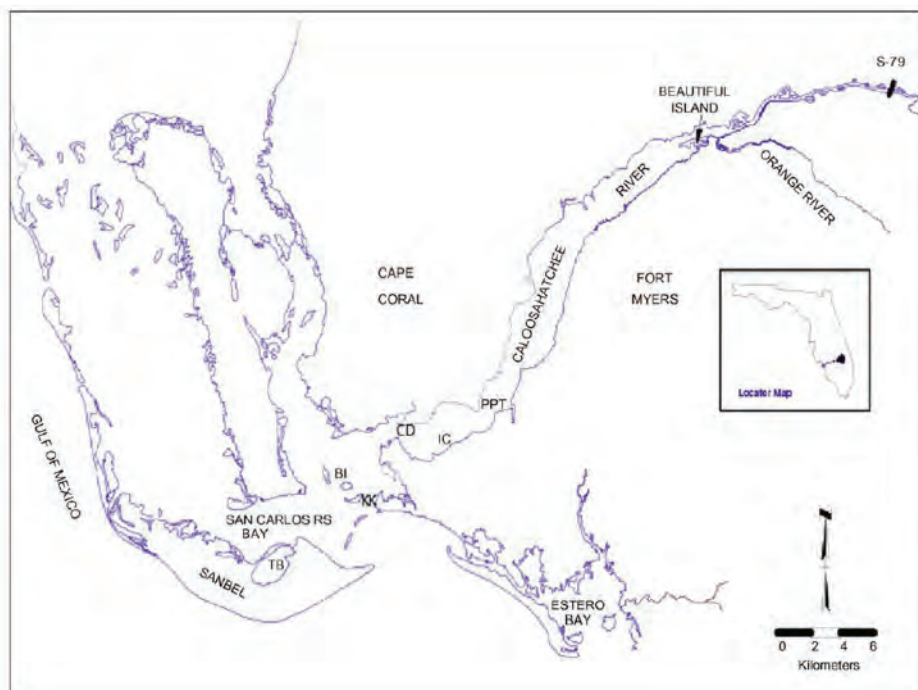 S-79
BEAUTIFUL
ISLAND
RIVER
ORANGE RIVER
CAPE
CORAL
FORT
MYERS
CALOOSAHATCHEE
Locater Map
PPT
CD
IC
GULF OF MEXICO
BI
KK
SAN CARLOS RS
BAY
TB
SANBEL
ESTERO
BAY
0 2 4 6
Kilometers